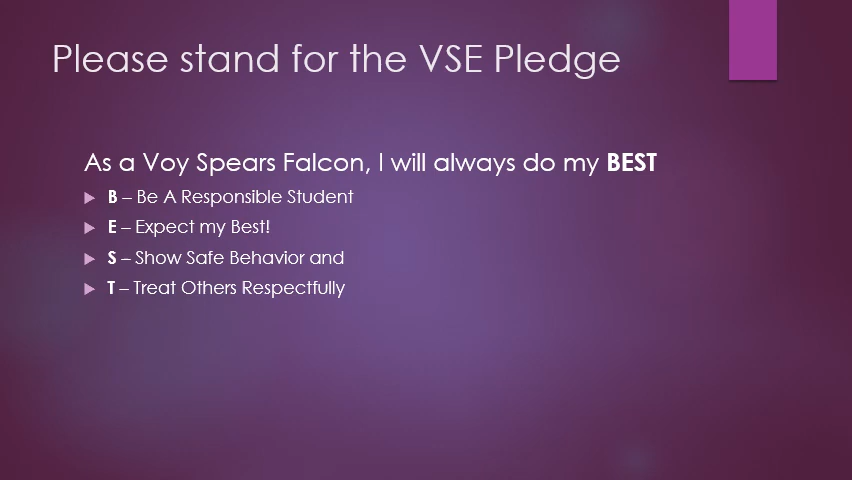 Please stand for the VSE Pledge
As a Voy Spears Falcon, I will always do my BEST
B – Be A Responsible Student
E – Expect my Best!
S – Show Safe Behavior and
T – Treat Others Respectfully